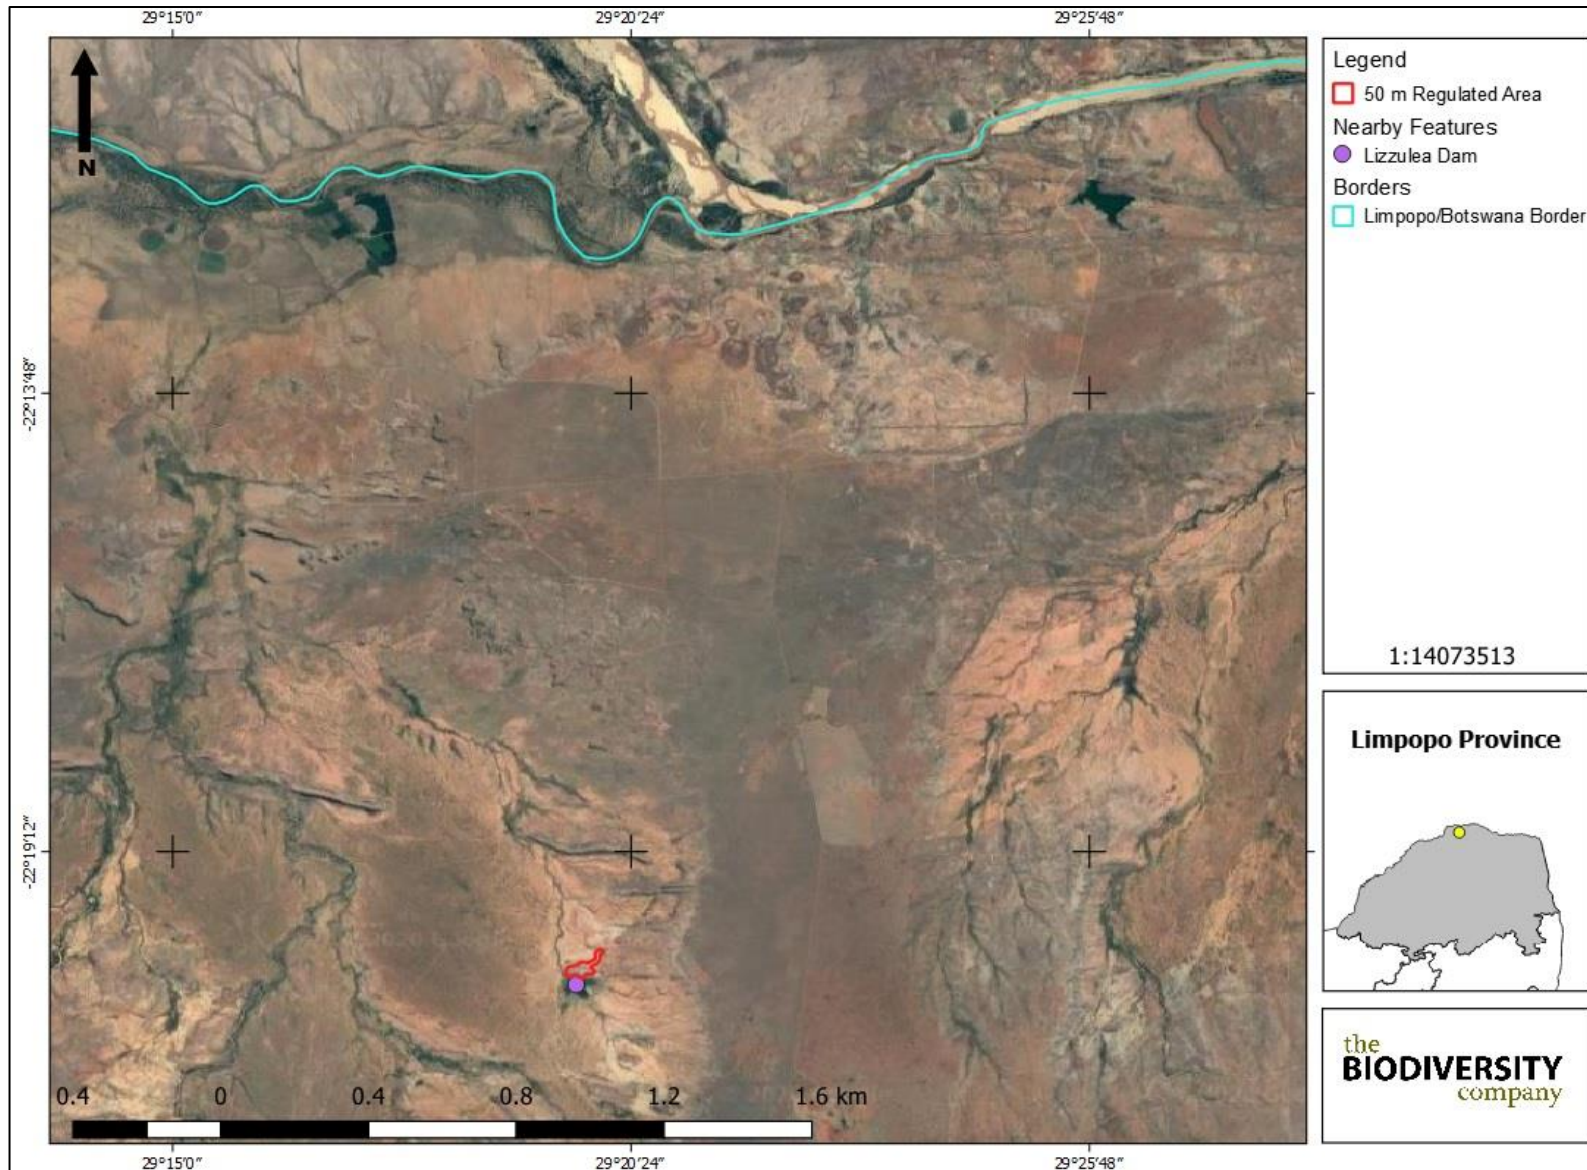 29°15'0" 29°20'24" 29°25'48"
N
-22°13'48"
-22°19'12"
0.4 0 0.4 0.8 1.2 1.6 km
29°15'0" 29°20'24" 29°25'48"
Legend
50 m Regulated Area
Nearby Features
Lizzulea Dam
Borders
Limpopo/Botswana Border
1:14073513
Limpopo Province
the
BIODIVERSITY
company